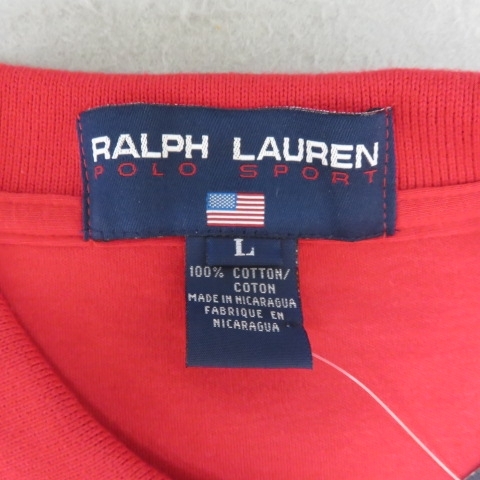 RALPH LAUREN
POLO SPORT
L
100% COTTON/
COTON
MADE IN NICARAGUA
FABRIQUE EN
NICARAGUA